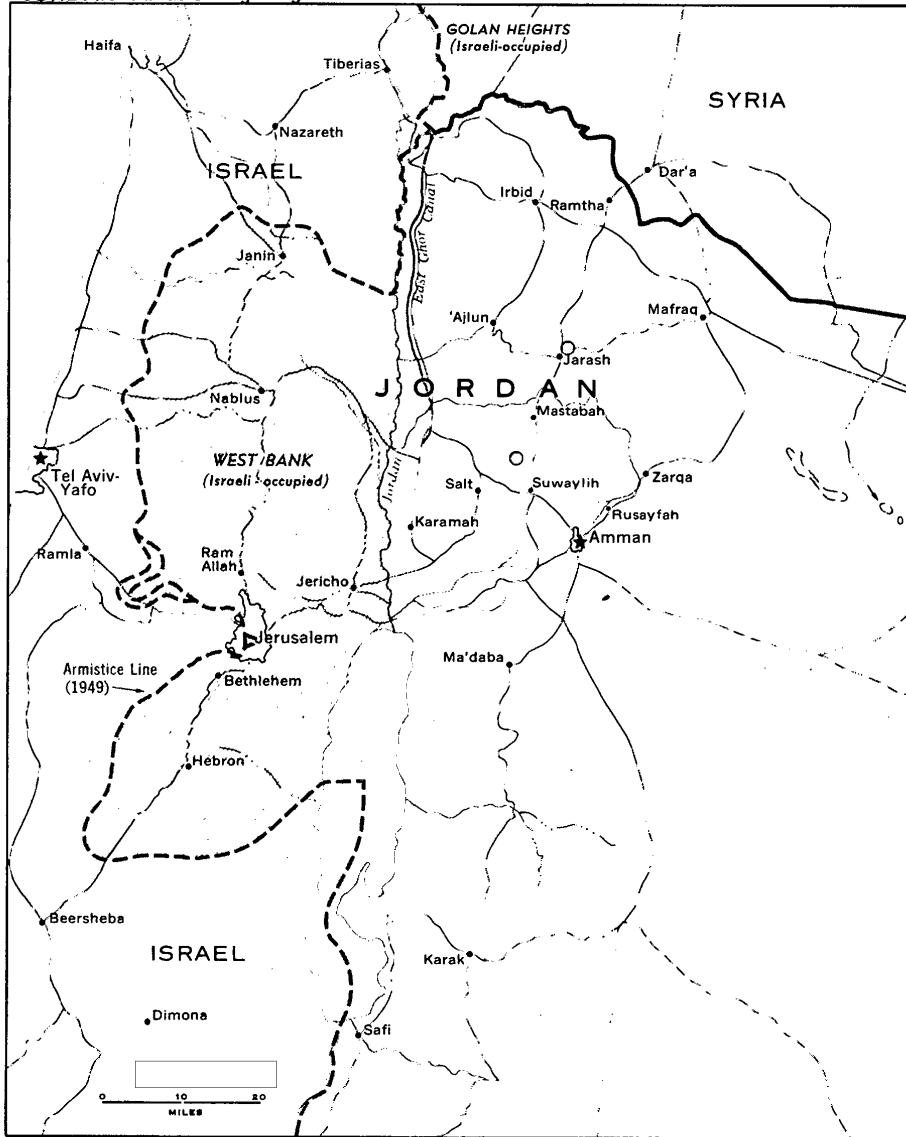 GOLAN HEIGHTS
(Israeli-occupied)
Haifa
Tiberias
SYRIA
Nazareth
ISRAEL
Dar'a
Irbid
Ramtha
East Ghor Canal
Janin
'Ajlun
Mafraq
Jarash
JORDAN
Nablus
Mastabah
WEST BANK
(Israeli-occupied)
Tel Aviv-
Yafo
Jordan
Salt
Suwaylih
Zarqa
Rusayfah
Karamah
Amman
Ramla
Ram
Allah
Jericho
Jerusalem
Ma'daba
Armistice Line
(1949)
Bethlehem
Hebron
Beersheba
ISRAEL
Karak
Dimona
Safi
0 10 20
MILES